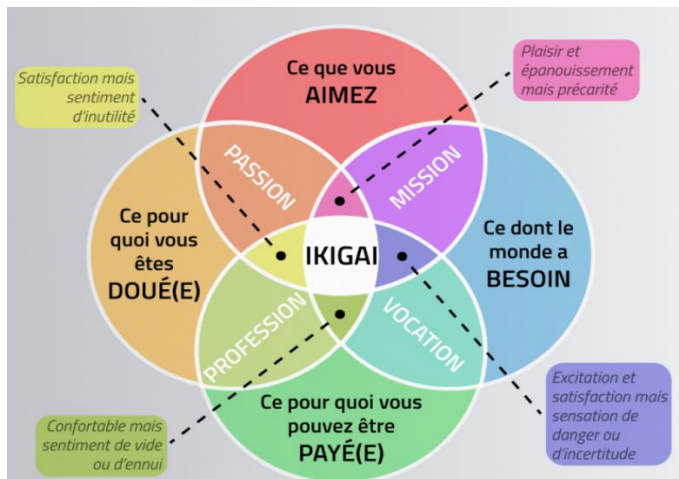 Ce que vous
AIMEZ
Satisfaction mais
sentiment
d'inutilité
Plaisir et
épanouissement
mais précarité
PASSION
MISSION
Ce pour
quoi vous
êtes
DOUÉ(E)
IKIGAI
Ce dont le
monde a
BESOIN
PROFESSION
VOCATION
Ce pour quoi vous
pouvez être
PAYÉ(E)
Confortable mais
sentiment de vide
ou d'ennui
Excitation et
satisfaction mais
sensation de
danger ou
d'incertitude